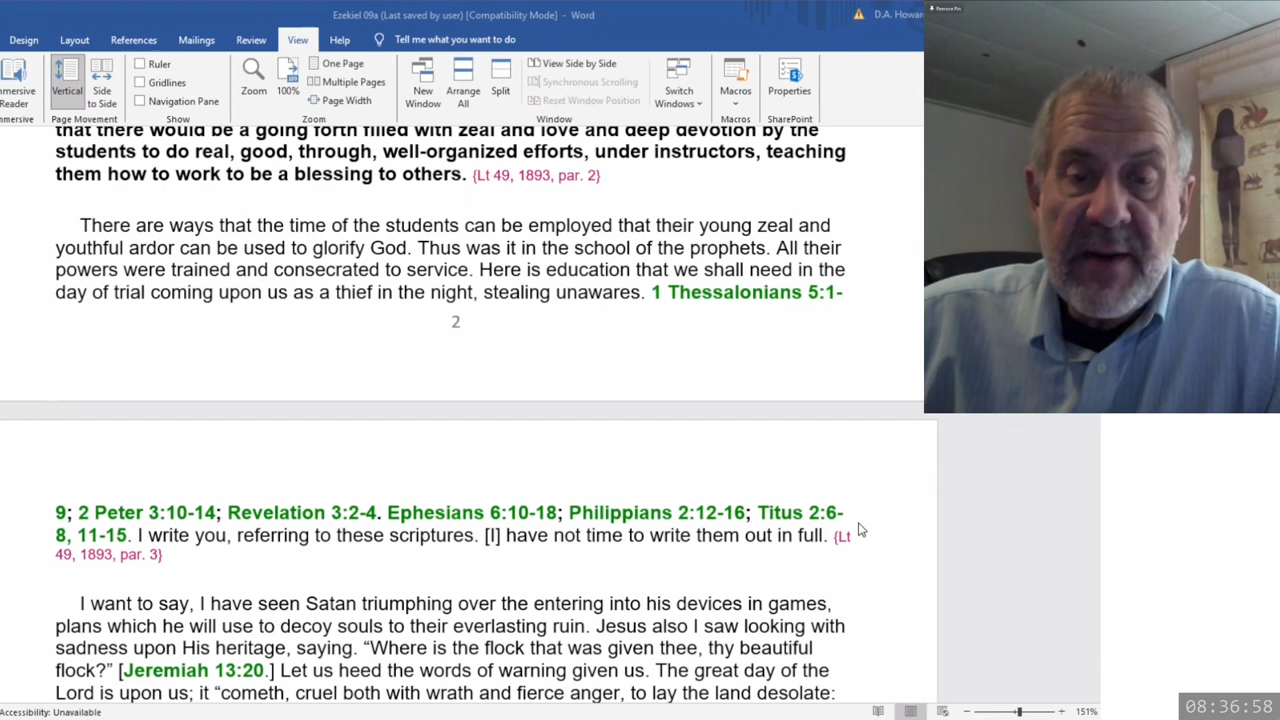 Ezekiel 09a (Last saved by user) [Compatibility Mode] - Word
D.A. Howar
Remove Pin
Design Layout References Mailings Review View Help Tell me what you want to do
Reader
Immersive
Vertical
Side to Side
Page Movement
Ruler
Gridlines
Navigation Pane
Show
Zoom
100%
One Page
Multiple Pages
Page Width
Zoom
New Window
Arrange All
Split
View Side by Side
Synchronous Scrolling
Reset Window Position
Window
Switch Windows
Macros
Macros
Properties
SharePoint
that there would be a going forth filled with zeal and love and deep devotion by the
students to do real, good, through, well-organized efforts, under instructors, teaching
them how to work to be a blessing to others. {Lt 49, 1893, par. 2}
There are ways that the time of the students can be employed that their young zeal and
youthful ardor can be used to glorify God. Thus was it in the school of the prophets. All their
powers were trained and consecrated to service. Here is education that we shall need in the
day of trial coming upon us as a thief in the night, stealing unawares. 1 Thessalonians 5:1-
2
9; 2 Peter 3:10-14; Revelation 3:2-4. Ephesians 6:10-18; Philippians 2:12-16; Titus 2:6-
8, 11-15. I write you, referring to these scriptures. [I] have not time to write them out in full. {Lt
49, 1893, par. 3}
I want to say, I have seen Satan triumphing over the entering into his devices in games,
plans which he will use to decoy souls to their everlasting ruin. Jesus also I saw looking with
sadness upon His heritage, saying. “Where is the flock that was given thee, thy beautiful
flock?” [Jeremiah 13:20.] Let us heed the words of warning given us. The great day of the
Lord is upon us; it “cometh, cruel both with wrath and fierce anger, to lay the land desolate:
Accessibility: Unavailable
151%
08:36:58